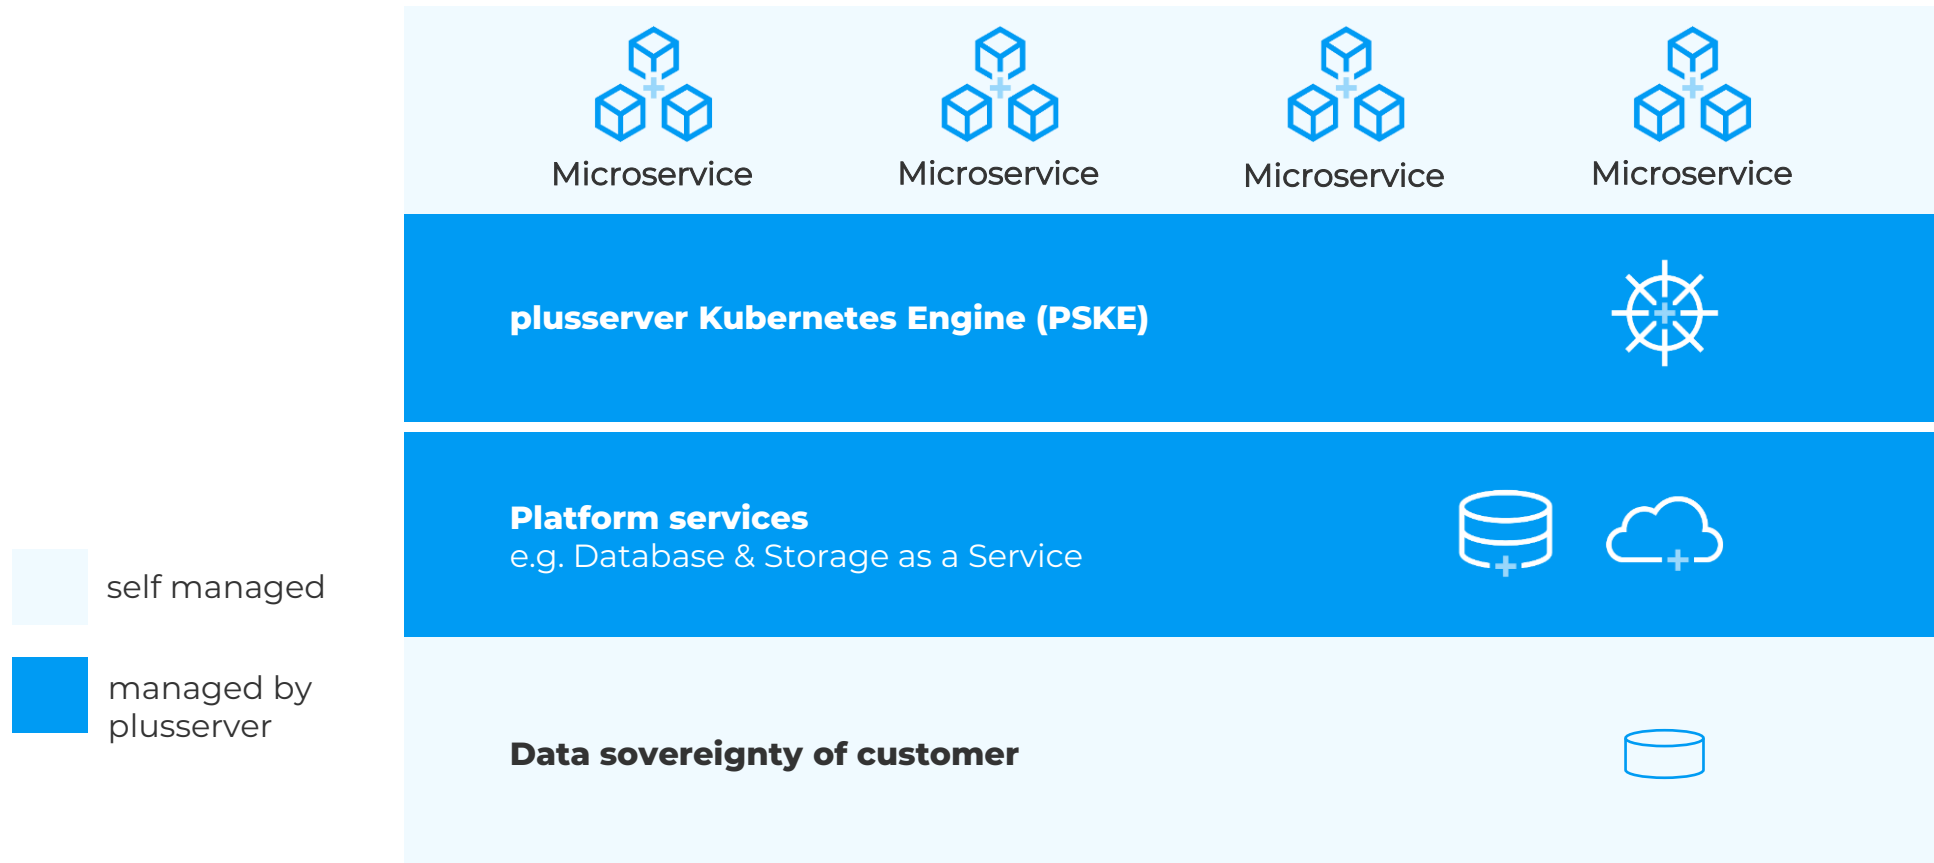 Microservice
Microservice
Microservice
Microservice
plusserver Kubernetes Engine (PSKE)
Platform services
e.g. Database & Storage as a Service
self managed
managed by
plusserver
Data sovereignty of customer